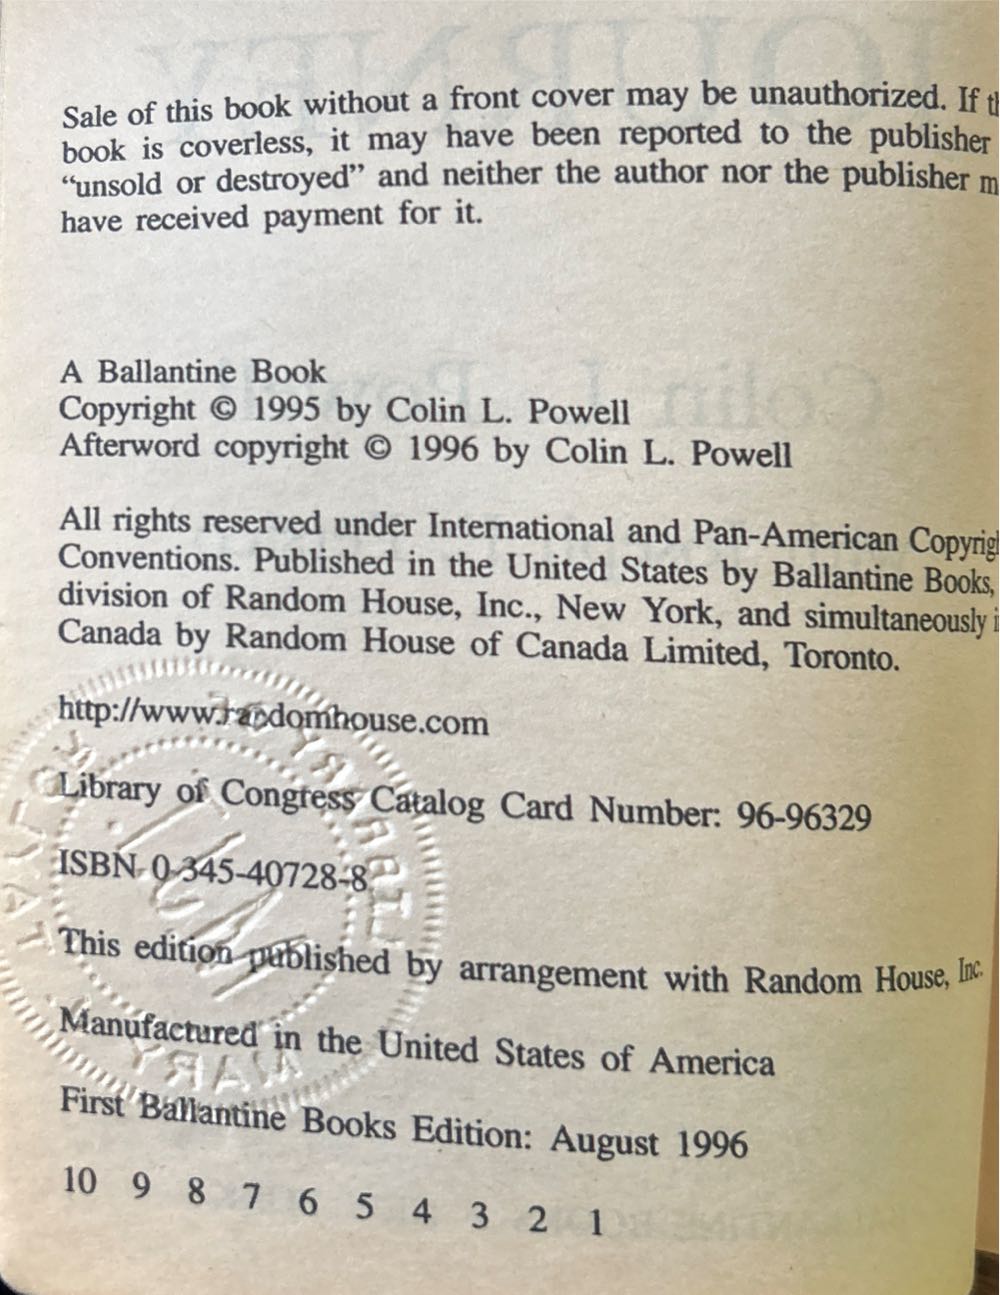 Sale of this book without a front cover may be unauthorized. If
book is coverless, it may have been reported to the publisher
“unsold or destroyed” and neither the author nor the publisher
have received payment for it.
A Ballantine Book
Copyright © 1995 by Colin L. Powell
Afterword copyright © 1996 by Colin L. Powell
All rights reserved under International and Pan-American Copyrig
Conventions. Published in the United States by Ballantine Books,
division of Random House, Inc., New York, and simultaneously
Canada by Random House of Canada Limited, Toronto.
http://www.randomhouse.com
Library of Congress Catalog Card Number: 96-96329
ISBN 0-345-40728-8
This edition published by arrangement with Random House, Inc.
Manufactured in the United States of America
First Ballantine Books Edition: August 1996
10 9 8 7 6 5 4 3 2 1
LIBRARY OF